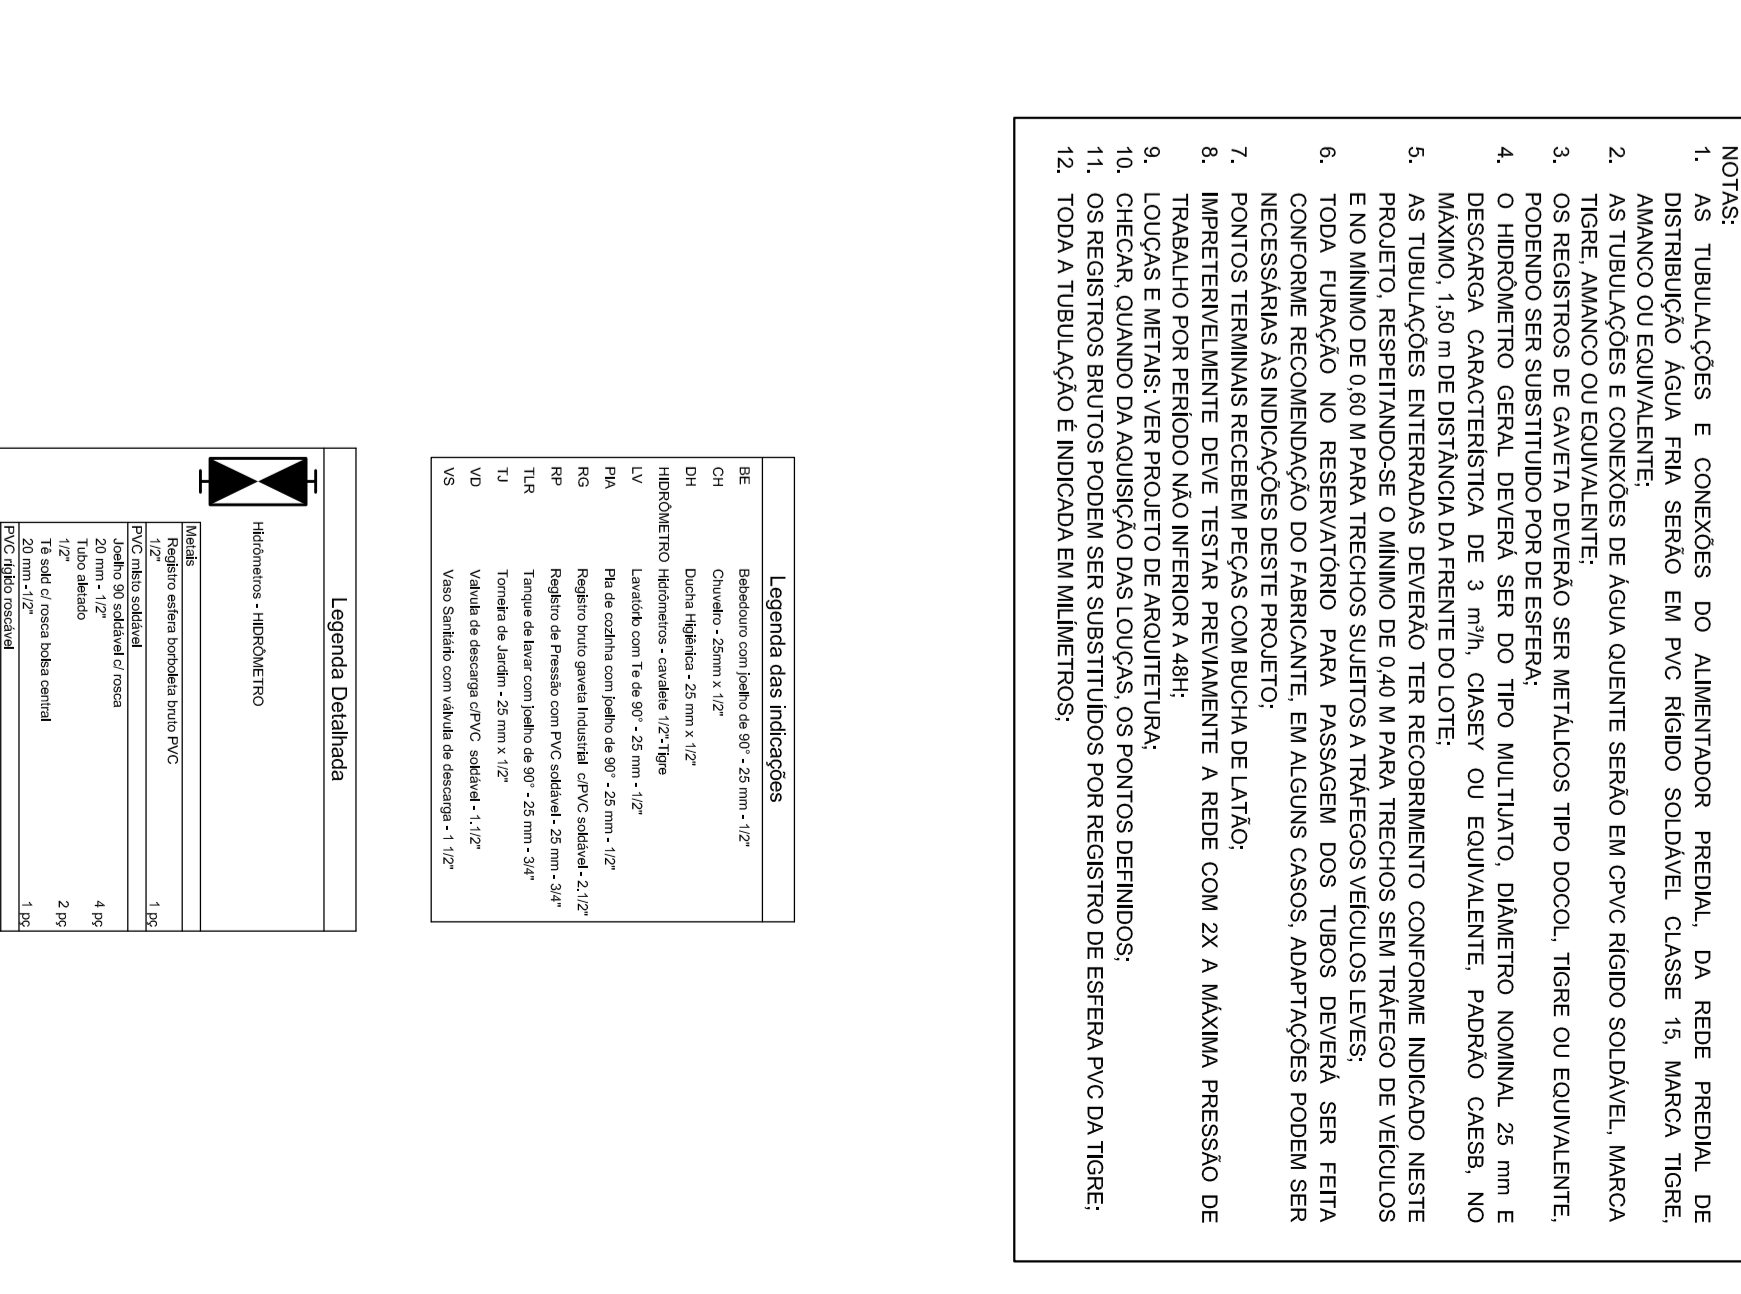 NOTAS:
1. AS TUBULALÇÕES E CONEXÕES DO ALIMENTADOR PREDIAL, DA REDE PREDIAL DE
DISTRIBUIÇÃO ÁGUA FRIA SERÃO EM PVC RÍGIDO SOLDÁVEL CLASSE 15, MARCA TIGRE,
AMANCO OU EQUIVALENTE;
2. AS TUBULAÇÕES E CONEXÕES DE ÁGUA QUENTE SERÃO EM CPVC RÍGIDO SOLDÁVEL, MARCA
TIGRE, AMANCO OU EQUIVALENTE;
3. OS REGISTROS DE GAVETA DEVERÃO SER METÁLICOS TIPO DOCOL, TIGRE OU EQUIVALENTE,
PODENDO SER SUBSTITUIDO POR DE ESFERA;
4. O HIDRÔMETRO GERAL DEVERÁ SER DO TIPO MULTIJATO, DIÂMETRO NOMINAL 25 mm E
DESCARGA CARACTERÍSTICA DE 3 m³/h, CIASEY OU EQUIVALENTE, PADRÃO CAESB, NO
MÁXIMO, 1,50 m DE DISTÂNCIA DA FRENTE DO LOTE;
5. AS TUBULAÇÕES ENTERRADAS DEVERÃO TER RECOBRIMENTO CONFORME INDICADO NESTE
PROJETO, RESPEITANDO-SE O MÍNIMO DE 0,40 M PARA TRECHOS SEM TRÁFEGO DE VEÍCULOS
E NO MÍNIMO DE 0,60 M PARA TRECHOS SUJEITOS A TRÁFEGOS VEÍCULOS LEVES;
6. TODA FURAÇÃO NO RESERVATÓRIO PARA PASSAGEM DOS TUBOS DEVERÁ SER FEITA
CONFORME RECOMENDAÇÃO DO FABRICANTE, EM ALGUNS CASOS, ADAPTAÇÕES PODEM SER
NECESSÁRIAS ÀS INDICAÇÕES DESTE PROJETO;
7. PONTOS TERMINAIS RECEBEM PEÇAS COM BUCHA DE LATÃO;
8. IMPRETERIVELMENTE DEVE TESTAR PREVIAMENTE A REDE COM 2X A MÁXIMA PRESSÃO DE
TRABALHO POR PERÍODO NÃO INFERIOR A 48H;
9. LOUÇAS E METAIS: VER PROJETO DE ARQUITETURA;
10. CHECAR, QUANDO DA AQUISIÇÃO DAS LOUÇAS, OS PONTOS DEFINIDOS;
11. OS REGISTROS BRUTOS PODEM SER SUBSTITUÍDOS POR REGISTRO DE ESFERA PVC DA TIGRE;
12. TODA A TUBULAÇÃO É INDICADA EM MILÍMETROS;
Legenda das indicações
BE Bebedouro com joelho de 90° - 25 mm - 1/2"
CH Chuveiro - 25mm x 1/2"
DH Ducha Higiênica - 25 mm x 1/2"
HIDRÔMETRO Hidrômetros - cavalete 1/2"-Tigre
LV Lavatório com Te de 90° - 25 mm - 1/2"
PIA Pia de cozinha com joelho de 90° - 25 mm - 1/2"
RG Registro bruto gaveta Industrial c/PVC soldável - 2.1/2"
RP Registro de Pressão com PVC soldável - 25 mm - 3/4"
TLR Tanque de lavar com joelho de 90° - 25 mm - 3/4"
TJ Torneira de Jardim - 25 mm x 1/2"
VD Valvula de descarga c/PVC soldável - 1.1/2"
VS Vaso Sanitário com válvula de descarga - 1 1/2"
Legenda Detalhada
Hidrômetros - HIDRÔMETRO
Metais
Registro esfera borboleta bruto PVC
1/2" 1 pç
PVC misto soldável
Joelho 90 soldável c/ rosca
20 mm - 1/2" 4 pç
Tubo aletado
1/2" 2 pç
Tê sold c/ rosca bolsa central
20 mm - 1/2" 1 pç
PVC rígido roscável